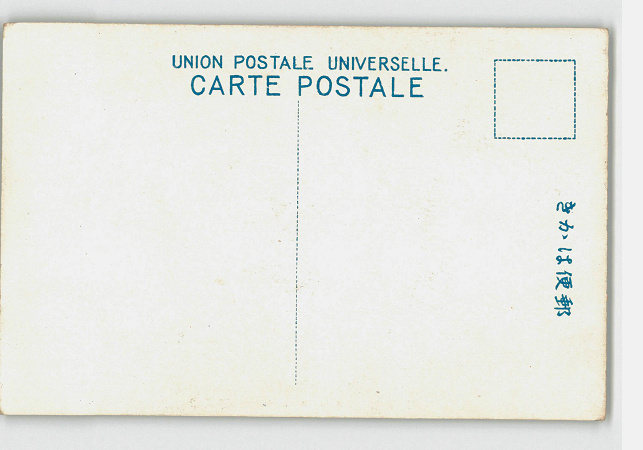 UNION POSTALE UNIVERSELLE.
CARTE POSTALE
きかは便郵